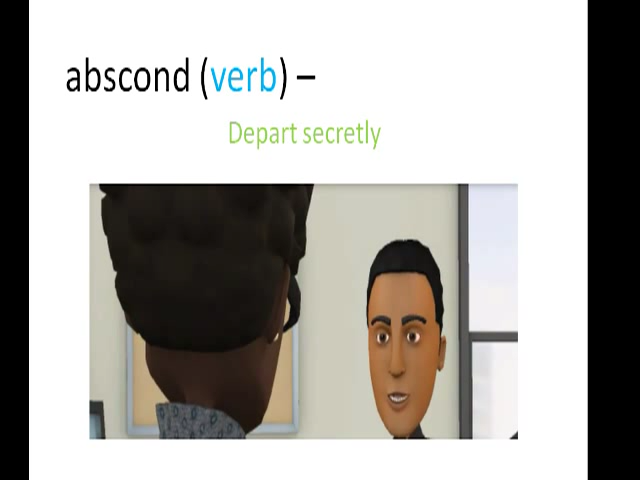 abscond (verb) –
Depart secretly